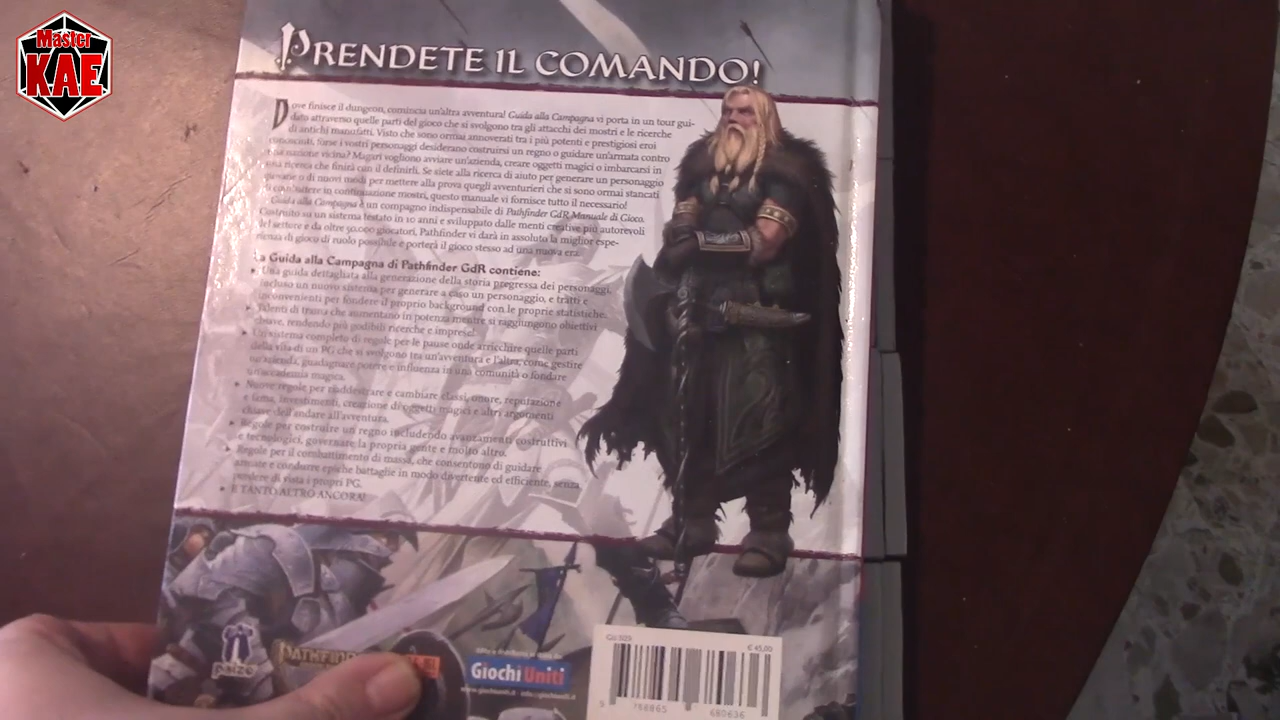 Master
KAE
PRENDETE IL COMANDO!
Dove finisce il dungeon, comincia un'altra avventura! Guida alla Campagna vi porta in un tour gui-
dato attraverso quelle parti del gioco che si svolgono tra gli attacchi dei mostri e le ricerche
di antichi manufatti. Visto che sono ormai annoverati tra i più potenti e prestigiosi eroi
conosciuti, forse i vostri personaggi desiderano costruirsi un regno o guidare un'armata contro
una nazione vicina? Magari vogliono avviare un'azienda, creare oggetti magici o imbarcarsi in
una ricerca che finirà con il definirli. Se siete alla ricerca di aiuto per generare un personaggio
giovane o di nuovi modi per mettere alla prova quegli avventurieri che si sono ormai stancati
di combattere in continuazione mostri, questo manuale vi fornisce tutto il necessario!
Guida alla Campagna è un compagno indispensabile di Pathfinder GdR Manuale di Gioco.
Costruito su un sistema testato in 10 anni e sviluppato dalle menti creative più autorevoli
del settore e da oltre 50.000 giocatori, Pathfinder vi darà in assoluto la miglior espe-
rienza di gioco di ruolo possibile e porterà il gioco stesso ad una nuova era.
La Guida alla Campagna di Pathfinder GdR contiene:
▸ Una guida dettagliata alla generazione della storia pregressa dei personaggi,
incluso un nuovo sistema per generare a caso un personaggio, e tratti e
inconvenienti per fondere il proprio background con le proprie statistiche.
▸ Talenti di trama che aumentano in potenza mentre si raggiungono obiettivi
chiave, rendendo più godibili ricerche e imprese!
▸ Un sistema completo di regole per le pause onde arricchire quelle parti
della vita di un PG che si svolgono tra un'avventura e l'altra, come gestire
un'azienda, guadagnare potere e influenza in una comunità o fondare
un'accademia magica.
▸ Nuove regole per riaddestrare e cambiare classi, onore, reputazione
e fama, investimenti, creazione di oggetti magici e altri argomenti
chiave dell'andare all'avventura.
▸ Regole per costruire un regno includendo avanzamenti costruttivi
e tecnologici, governare la propria gente e molto altro.
▸ Regole per il combattimento di massa, che consentono di guidare
armate e condurre epiche battaglie in modo divertente ed efficiente, senza
perdere di vista i propri PG.
▸ E TANTO ALTRO ANCORA!
paizo
PATHFINDER
Giochi Uniti
www.giochiuniti.it - info@giochiuniti.it
€ 45,00
788865 680636